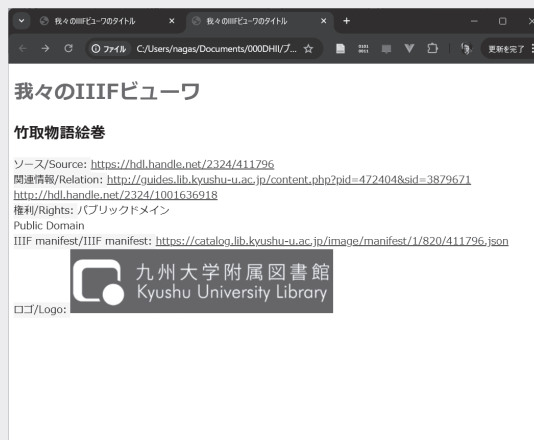 我々のIIIFビューワのタイトル
我々のIIIFビューワのタイトル
ファイル C:/Users/nagas/Documents/000DHII/ブ...
更新を完了
我々のIIIFビューワ
竹取物語絵巻
ソース/Source: https://hdl.handle.net/2324/411796
関連情報/Relation: http://guides.lib.kyushu-u.ac.jp/content.php?pid=472404&sid=3879671
http://hdl.handle.net/2324/1001636918
権利/Rights: パブリックドメイン
Public Domain
IIIF manifest/IIIF manifest: https://catalog.lib.kyushu-u.ac.jp/image/manifest/1/820/411796.json
九州大学附属図書館
Kyushu University Library
ロゴ/Logo: